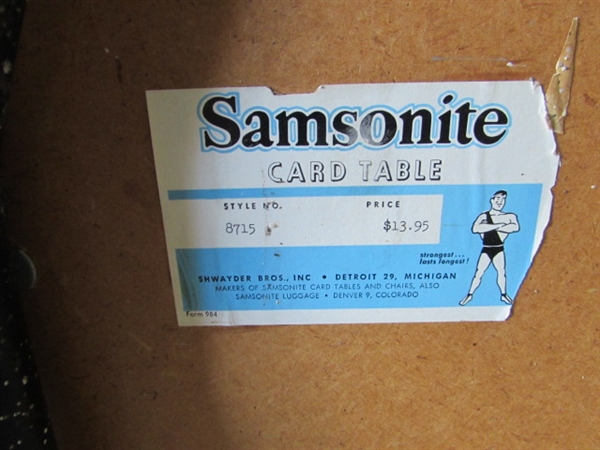 Samsonite
CARD TABLE
STYLE NO. PRICE
8715 $13.95
strongest...
lasts longest!
SHWAYDER BROS., INC • DETROIT 29, MICHIGAN
MAKERS OF SAMSONITE CARD TABLES AND CHAIRS, ALSO
SAMSONITE LUGGAGE • DENVER 9, COLORADO
Form 984